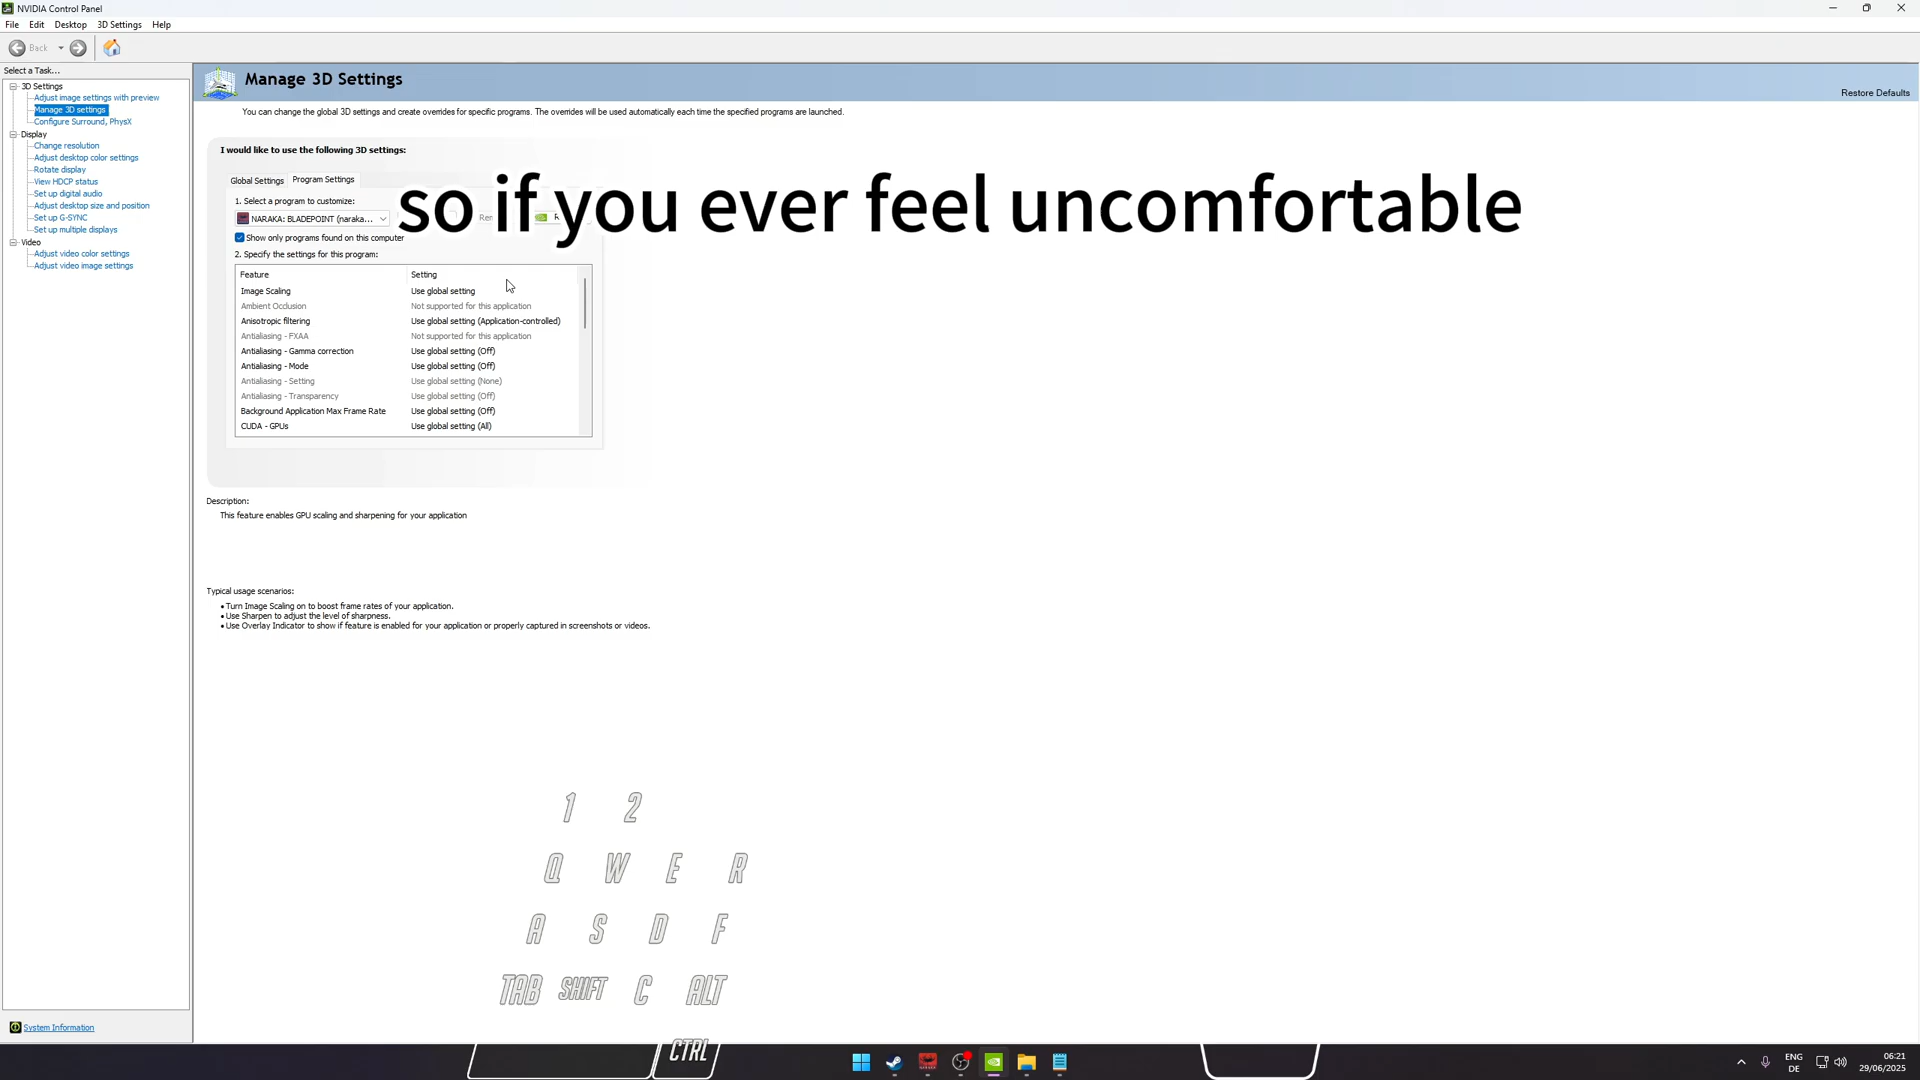 NVIDIA Control Panel
File Edit Desktop 3D Settings Help
Back
Select a Task...
3D Settings
Adjust image settings with preview
Manage 3D settings
Configure Surround, PhysX
Display
Change resolution
Adjust desktop color settings
Rotate display
View HDCP status
Set up digital audio
Adjust desktop size and position
Set up G-SYNC
Set up multiple displays
Video
Adjust video color settings
Adjust video image settings
System Information
Manage 3D Settings
Restore Defaults
You can change the global 3D settings and create overrides for specific programs. The overrides will be used automatically each time the specified programs are launched.
I would like to use the following 3D settings:
Global Settings Program Settings
so if you ever feel uncomfortable
1. Select a program to customize:
NARAKA: BLADEPOINT (naraka...
Show only programs found on this computer
2. Specify the settings for this program:
Feature Setting
Image Scaling Use global setting
Ambient Occlusion Not supported for this application
Anisotropic filtering Use global setting (Application-controlled)
Antialiasing - FXAA Not supported for this application
Antialiasing - Gamma correction Use global setting (Off)
Antialiasing - Mode Use global setting (Off)
Antialiasing - Setting Use global setting (None)
Antialiasing - Transparency Use global setting (Off)
Background Application Max Frame Rate Use global setting (Off)
CUDA - GPUs Use global setting (All)
Description:
This feature enables GPU scaling and sharpening for your application
Typical usage scenarios:
• Turn Image Scaling on to boost frame rates of your application.
• Use Sharpen to adjust the level of sharpness.
• Use Overlay Indicator to show if feature is enabled for your application or properly captured in screenshots or videos.
1 2
Q W E R
A S D F
TAB SHIFT C ALT
CTRL
ENG
DE
06:21
29/06/2025